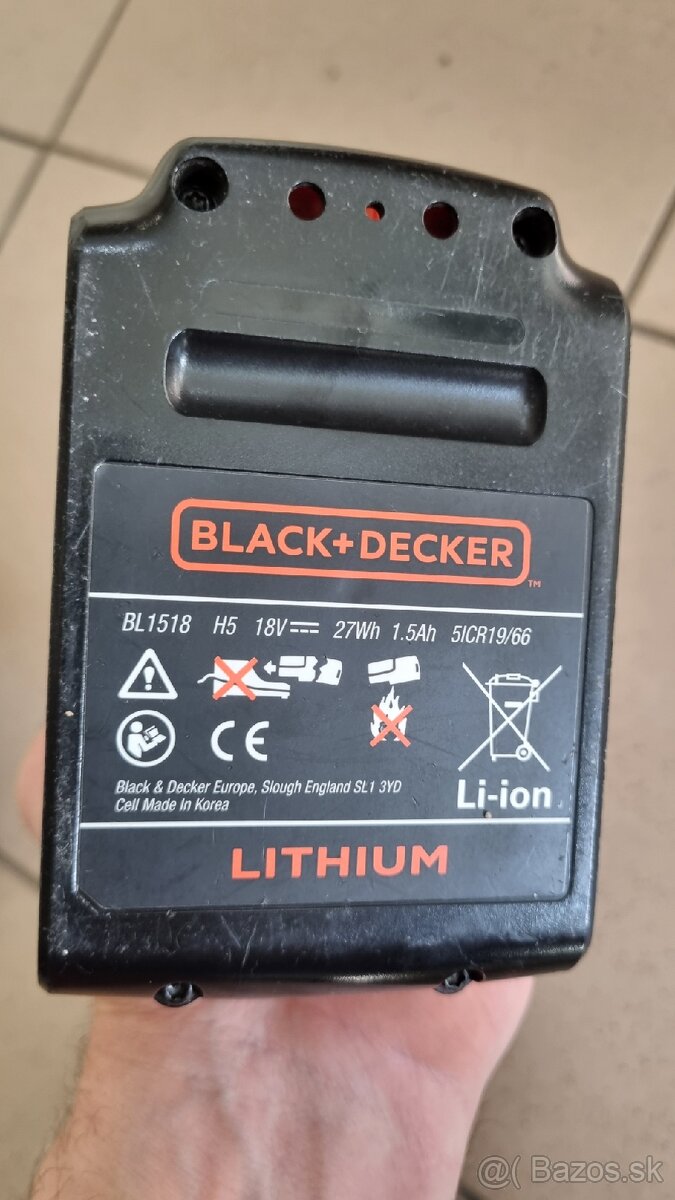 BLACK+DECKER
TM
BL1518 H5 18V 27Wh 1.5Ah 5ICR19/66
CE
Black & Decker Europe, Slough England SL1 3YD
Cell Made In Korea
Li-ion
LITHIUM
@( Bazos.sk